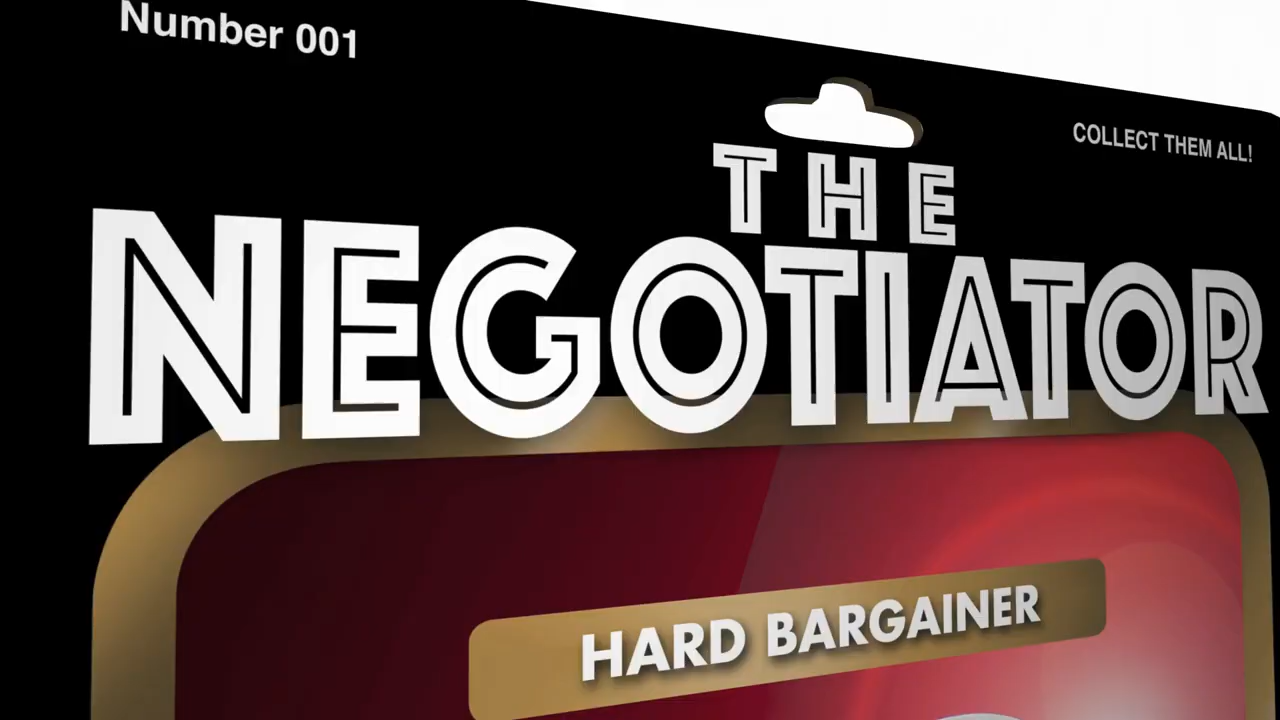 Number 001
COLLECT THEM ALL!
THE
NEGOTIATOR
HARD BARGAINER